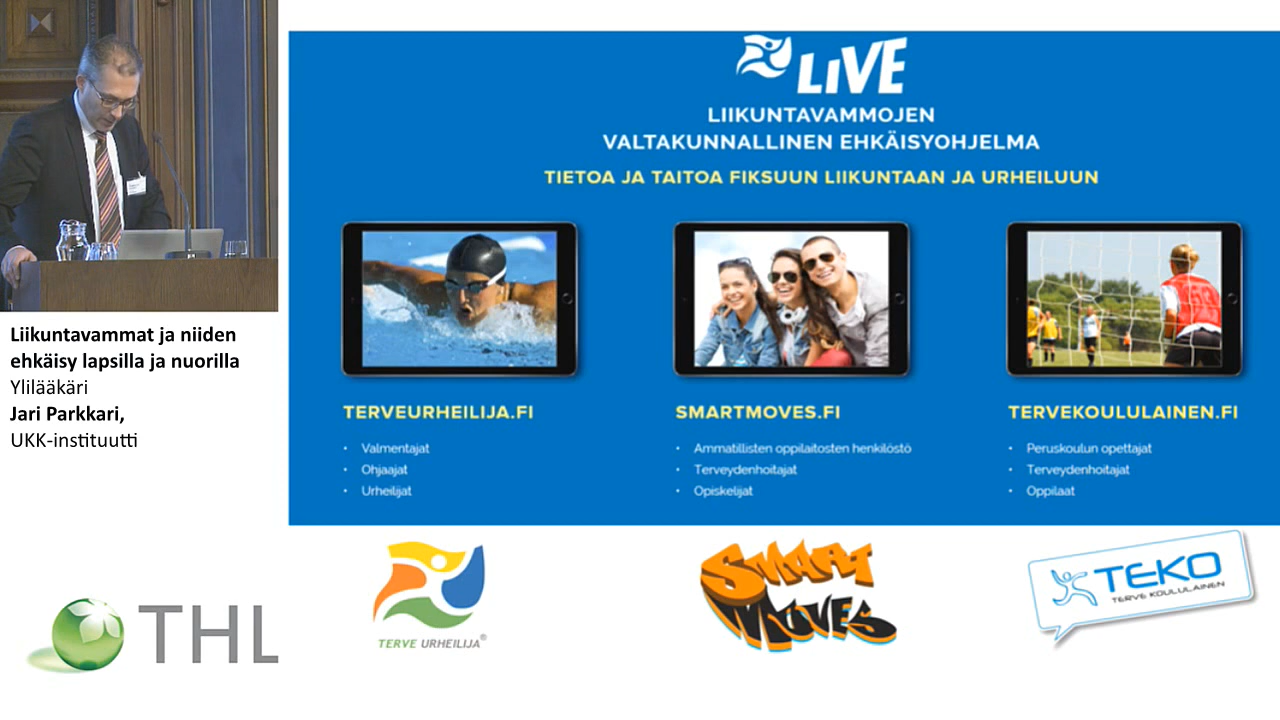 Liikuntavammat ja niiden
ehkäisy lapsilla ja nuorilla
Ylilääkäri
Jari Parkkari,
UKK-instituutti
THL
LiVE
LIIKUNTAVAMMOJEN
VALTAKUNNALLINEN EHKÄISYOHJELMA
TIETOA JA TAITOA FIKSUUN LIIKUNTAAN JA URHEILUUN
TERVEURHEILIJA.FI
• Valmentajat
• Ohjaajat
• Urheilijat
SMARTMOVES.FI
• Ammatillisten oppilaitosten henkilöstö
• Terveydenhoitajat
• Opiskelijat
TERVEKOULULAINEN.FI
• Peruskoulun opettajat
• Terveydenhoitajat
• Oppilaat
TERVE URHEILIJA®
SMART
MOVES
TEKO
TERVE KOULULAINEN